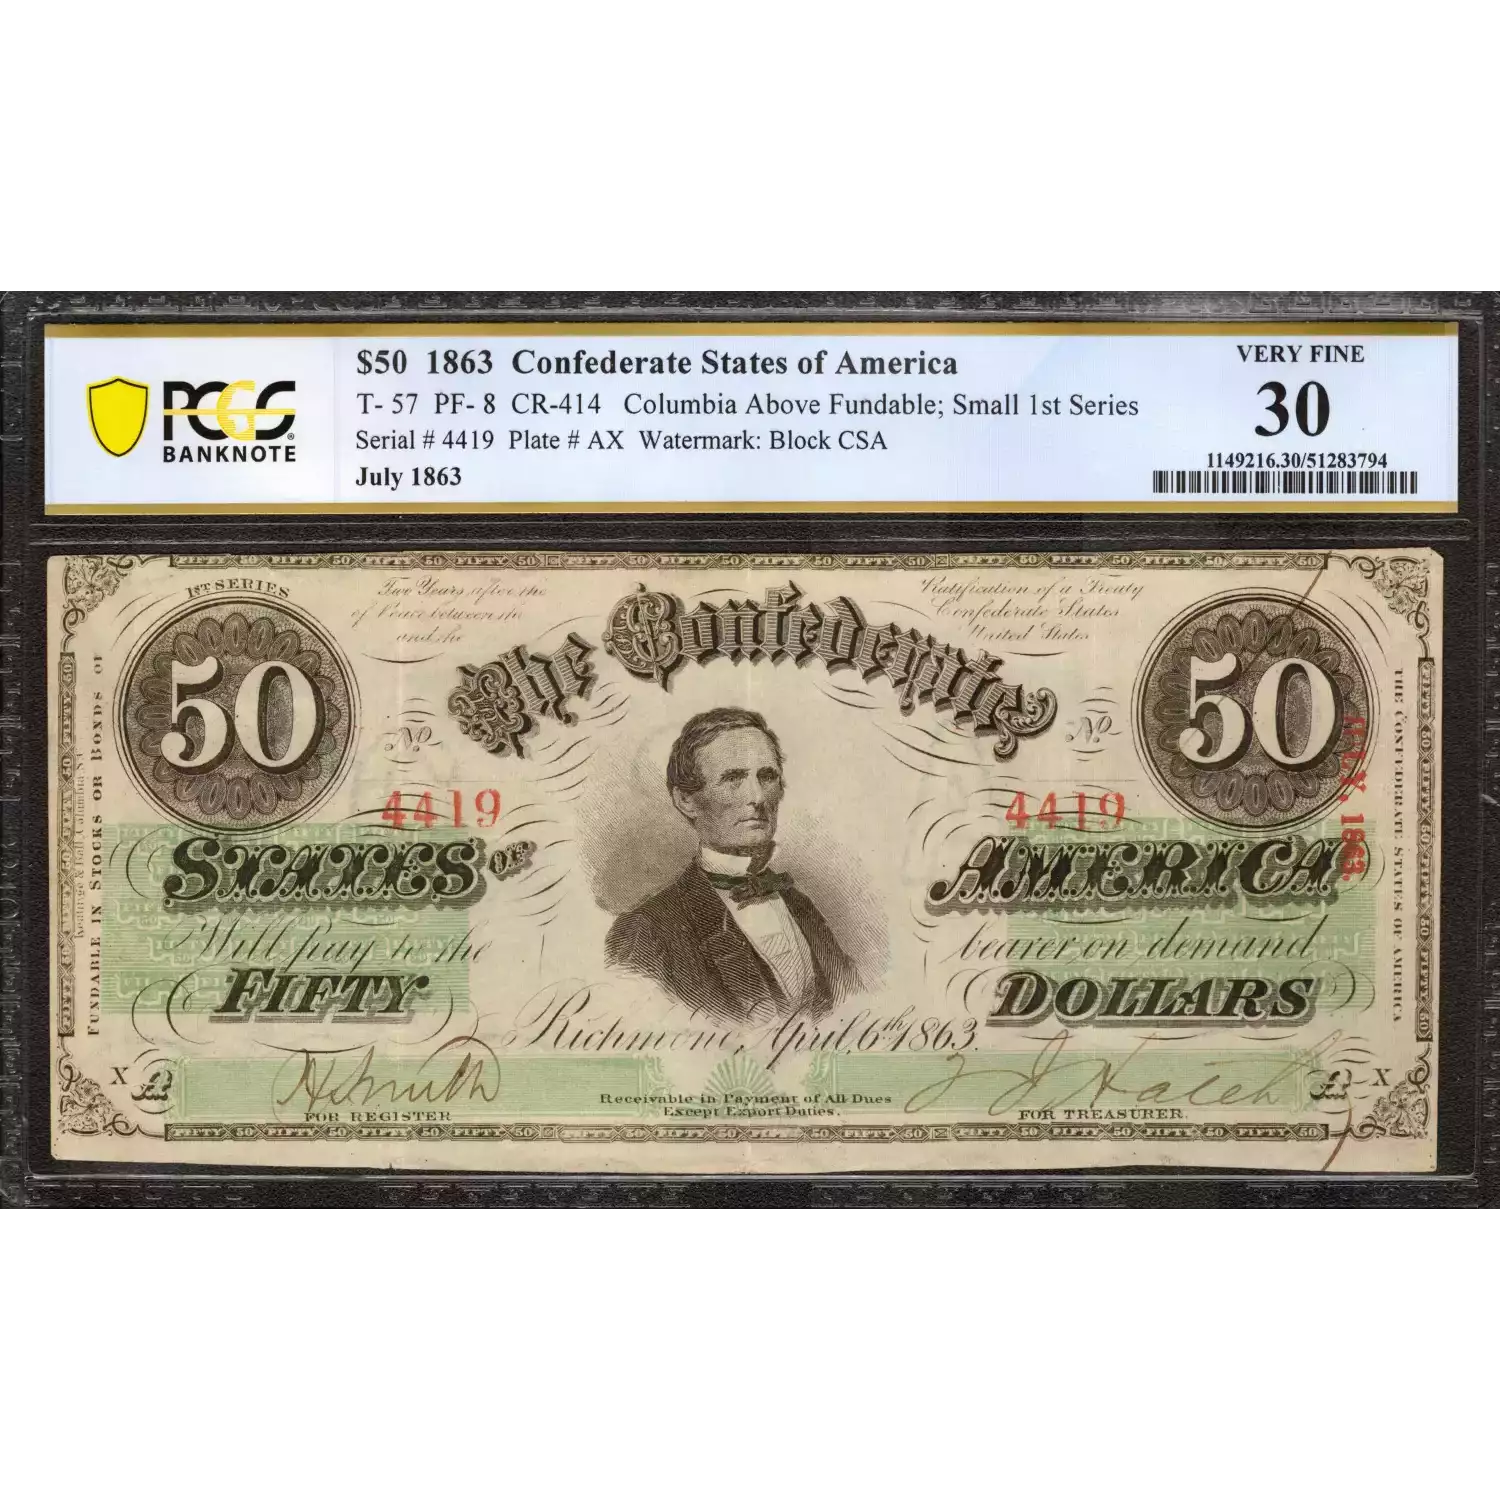 PCGS
BANKNOTE
$50 1863 Confederate States of America
T- 57 PF- 8 CR-414 Columbia Above Fundable; Small 1st Series
Serial # 4419 Plate # AX Watermark: Block CSA
July 1863
VERY FINE
30
1149216.30/51283794
1ST SERIES
50
Two Years after the
of Peace between the
and the
Ratification of a Treaty
Confederate States
United States
50
The Confederate
No
No
4419
4419
STATES OF
AMERICA
Will pay to the
bearer on demand
FIFTY
DOLLARS
Richmond, April, 6th 1863.
X A
A X
FOR REGISTER
Receivable in Payment of All Dues
Except Export Duties.
FOR TREASURER.
FUNDABLE IN STOCKS OR BONDS OF
THE CONFEDERATE STATES OF AMERICA
Keatinge & Ball, Columbia S.C.
1863.